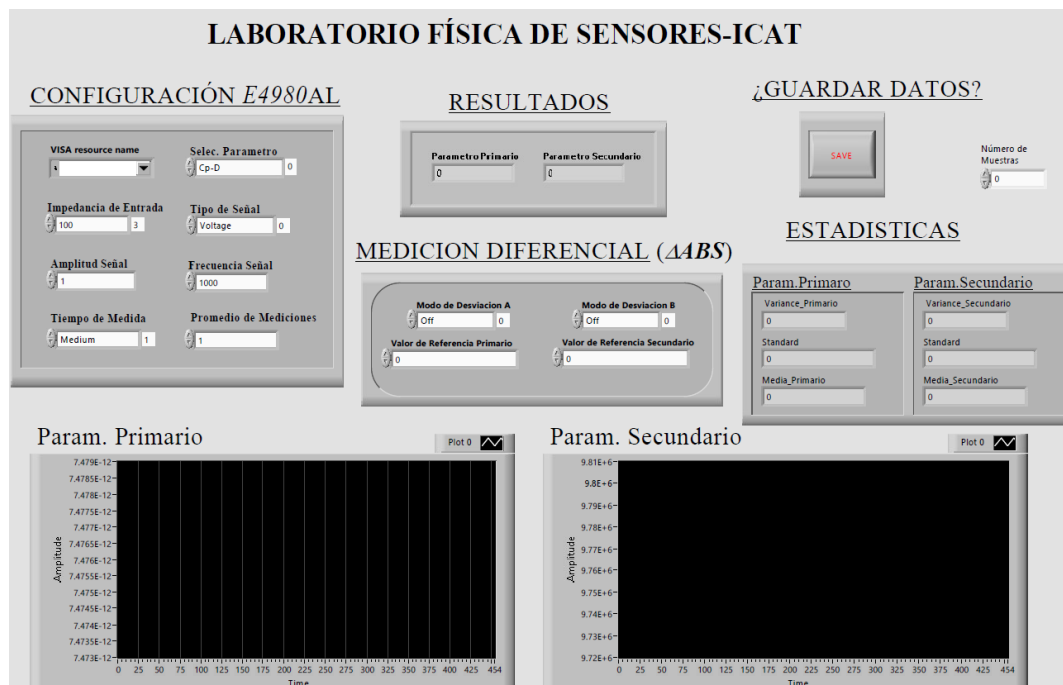 LABORATORIO FÍSICA DE SENSORES-ICAT
CONFIGURACIÓN E4980AL
VISA resource name
Selec. Parametro
Cp-D
0
Impedancia de Entrada
100
3
Tipo de Señal
Voltage
0
Amplitud Señal
1
Frecuencia Señal
1000
Tiempo de Medida
Medium
1
Promedio de Mediciones
1
RESULTADOS
Parametro Primario
0
Parametro Secundario
0
¿GUARDAR DATOS?
SAVE
Número de
Muestras
0
MEDICION DIFERENCIAL (ΔABS)
Modo de Desviacion A
Off
0
Modo de Desviacion B
Off
0
Valor de Referencia Primario
0
Valor de Referencia Secundario
0
ESTADISTICAS
Param.Primaro
Variance_Primario
0
Standard
0
Media_Primario
0
Param.Secundario
Variance_Secundario
0
Standard
0
Media_Secundario
0
Param. Primario
Plot 0
7.479E-12
7.4785E-12
7.478E-12
7.4775E-12
7.477E-12
7.4765E-12
7.476E-12
7.4755E-12
7.475E-12
7.4745E-12
7.474E-12
7.4735E-12
7.473E-12
Amplitude
0 25 50 75 100 125 150 175 200 225 250 275 300 325 350 375 400 425 454
Time
Param. Secundario
Plot 0
9.81E+6
9.8E+6
9.79E+6
9.78E+6
9.77E+6
9.76E+6
9.75E+6
9.74E+6
9.73E+6
9.72E+6
Amplitude
0 25 50 75 100 125 150 175 200 225 250 275 300 325 350 375 400 425 454
Time